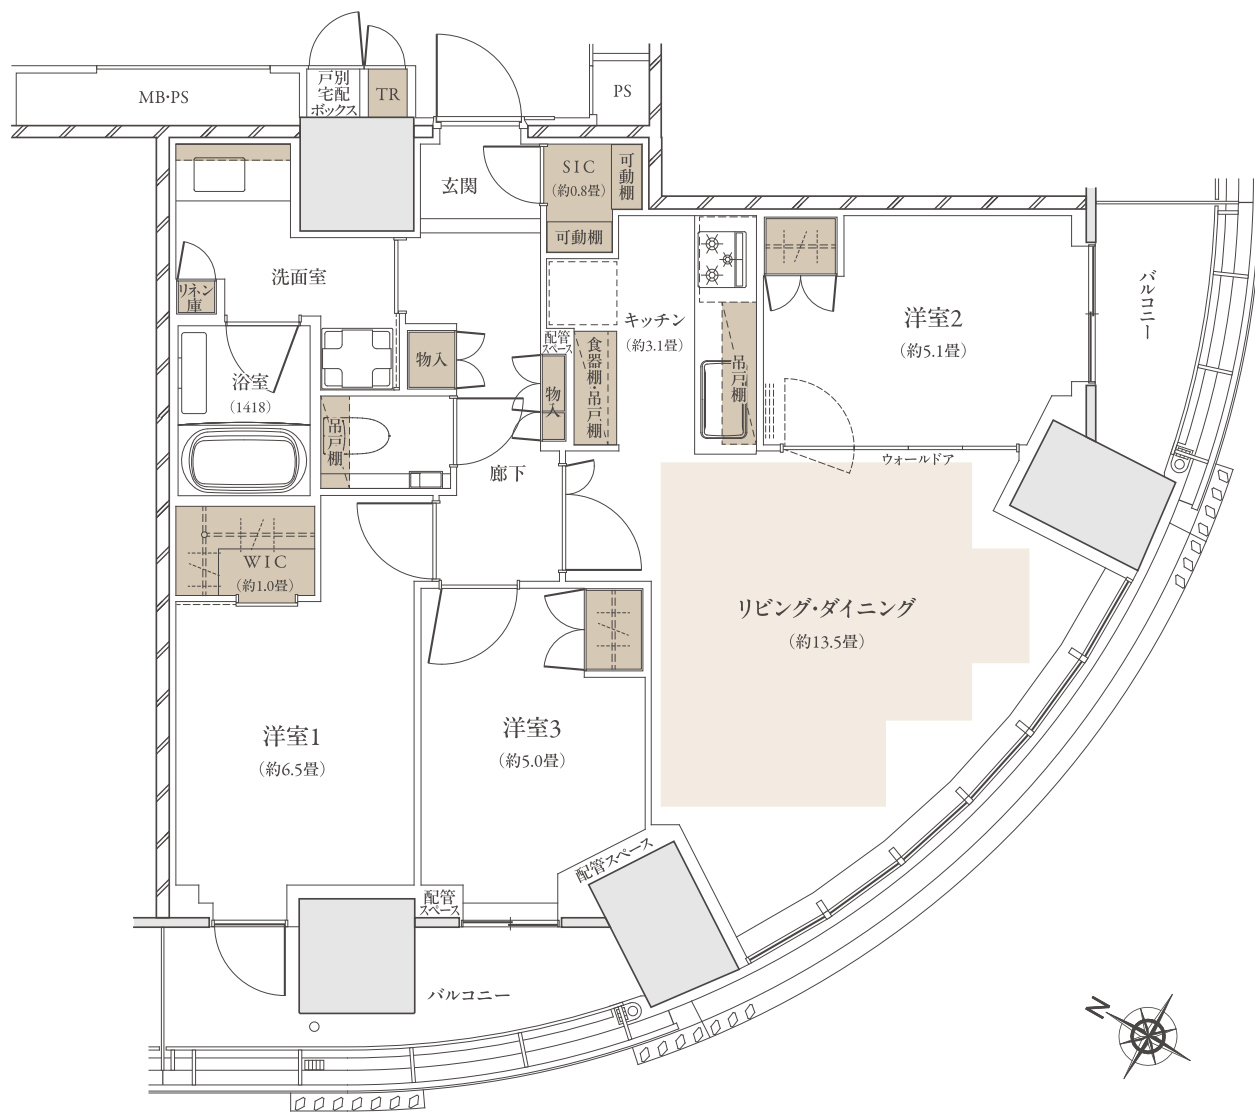 MB・PS
戸別
宅配
ボックス
TR
PS
玄関
SIC
(約0.8畳)
可動棚
可動棚
洗面室
リネン
庫
キッチン
(約3.1畳)
洋室2
(約5.1畳)
バルコニー
配管
スペース
物入
物入
食器棚・吊戸棚
吊戸棚
浴室
(1418)
吊戸棚
廊下
ウォールドア
WIC
(約1.0畳)
リビング・ダイニング
(約13.5畳)
洋室1
(約6.5畳)
洋室3
(約5.0畳)
配管スペース
配管
スペース
バルコニー
N